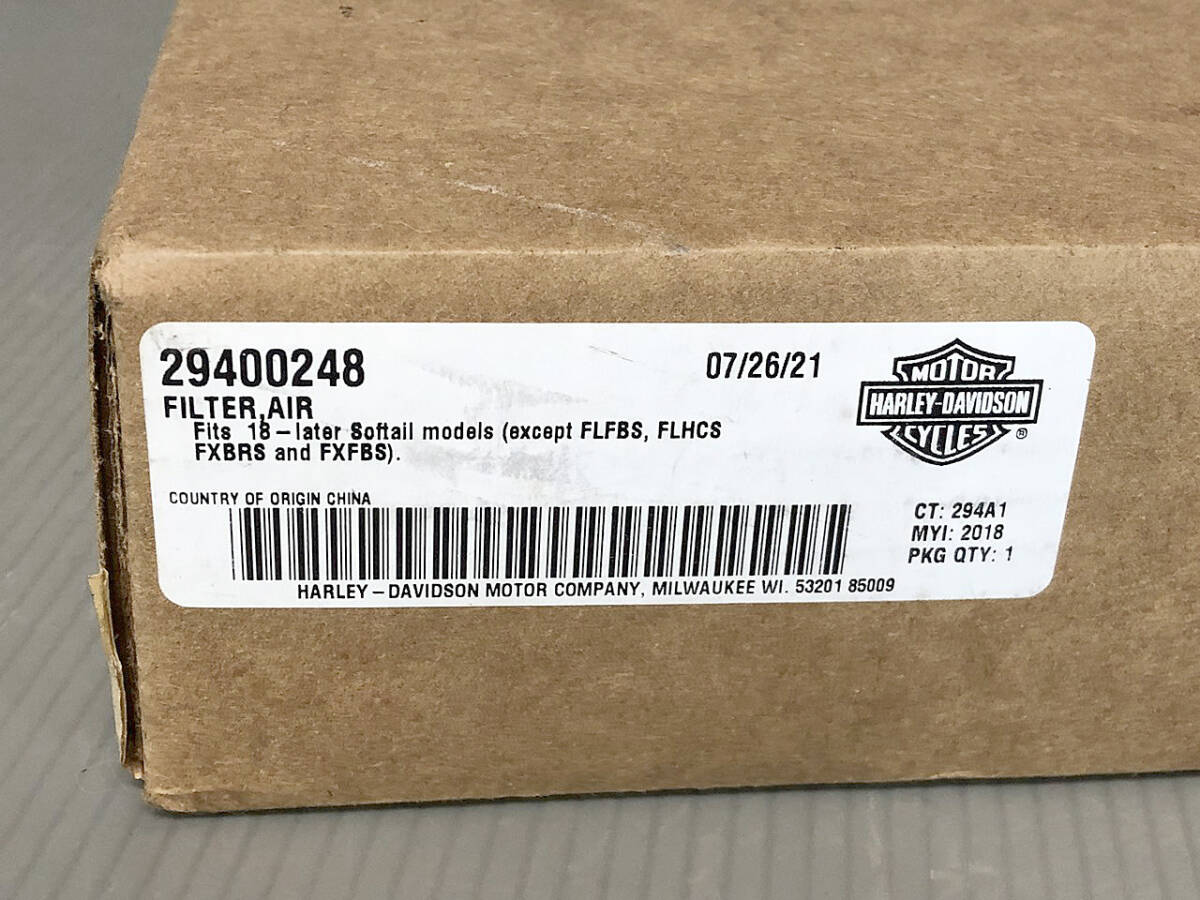 29400248
07/26/21
FILTER,AIR
Fits 18-later Softail models (except FLFBS, FLHCS
FXBRS and FXFBS).
MOTOR
HARLEY-DAVIDSON
CYCLES ®
COUNTRY OF ORIGIN CHINA
CT: 294A1
MYI: 2018
PKG QTY: 1
HARLEY-DAVIDSON MOTOR COMPANY, MILWAUKEE WI. 53201 85009